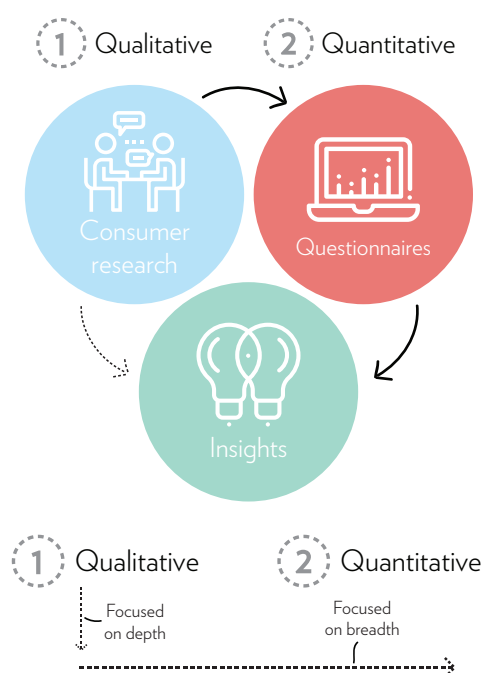 1 Qualitative
2 Quantitative
Consumer
research
Questionnaires
Insights
1 Qualitative
2 Quantitative
Focused
on depth
Focused
on breadth